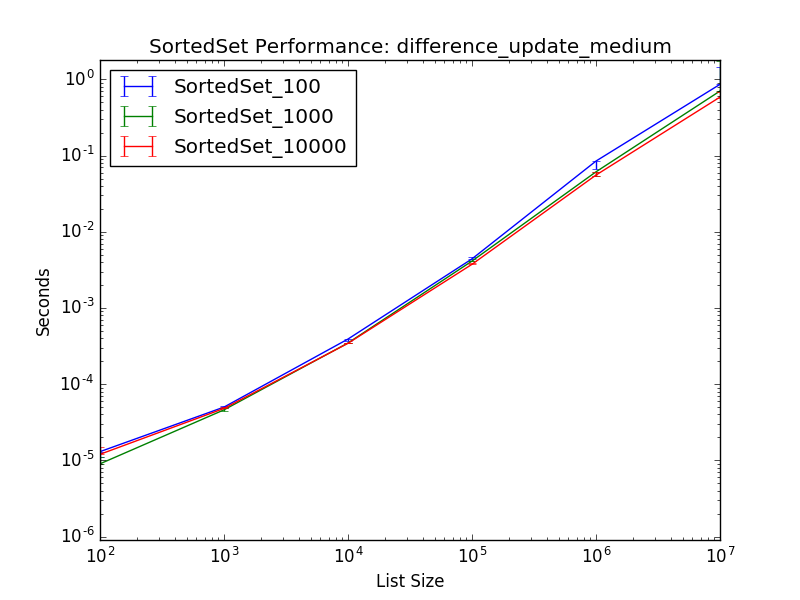 SortedSet Performance: difference_update_medium
SortedSet_100
SortedSet_1000
SortedSet_10000
Seconds
10^0
10^-1
10^-2
10^-3
10^-4
10^-5
10^-6
10^2 10^3 10^4 10^5 10^6 10^7
List Size